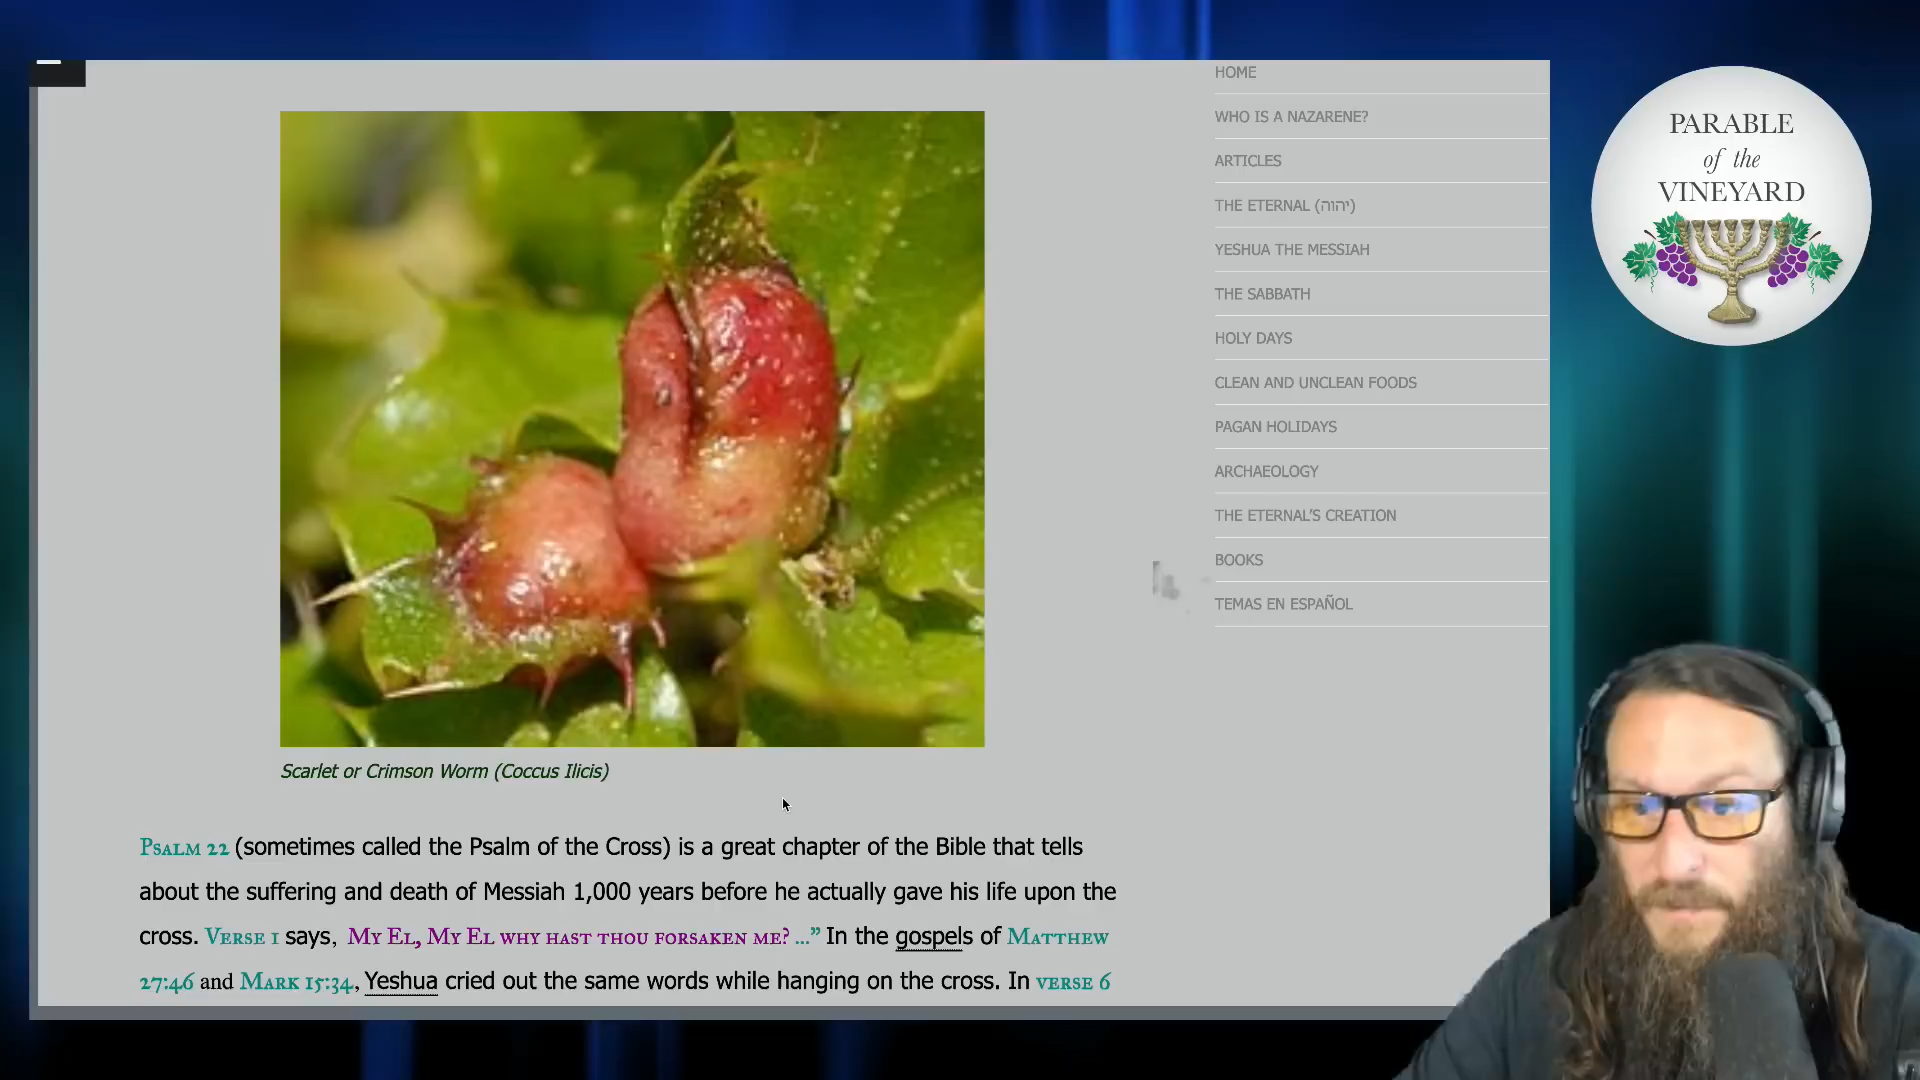 HOME
WHO IS A NAZARENE?
ARTICLES
THE ETERNAL (יהוה)
YESHUA THE MESSIAH
THE SABBATH
HOLY DAYS
CLEAN AND UNCLEAN FOODS
PAGAN HOLIDAYS
ARCHAEOLOGY
THE ETERNAL'S CREATION
BOOKS
TEMAS EN ESPAÑOL
PARABLE
of the
VINEYARD
Scarlet or Crimson Worm (Coccus Ilicis)
Psalm 22 (sometimes called the Psalm of the Cross) is a great chapter of the Bible that tells
about the suffering and death of Messiah 1,000 years before he actually gave his life upon the
cross. Verse 1 says, My El, My El why hast thou forsaken me? ...” In the gospels of Matthew
27:46 and Mark 15:34, Yeshua cried out the same words while hanging on the cross. In verse 6